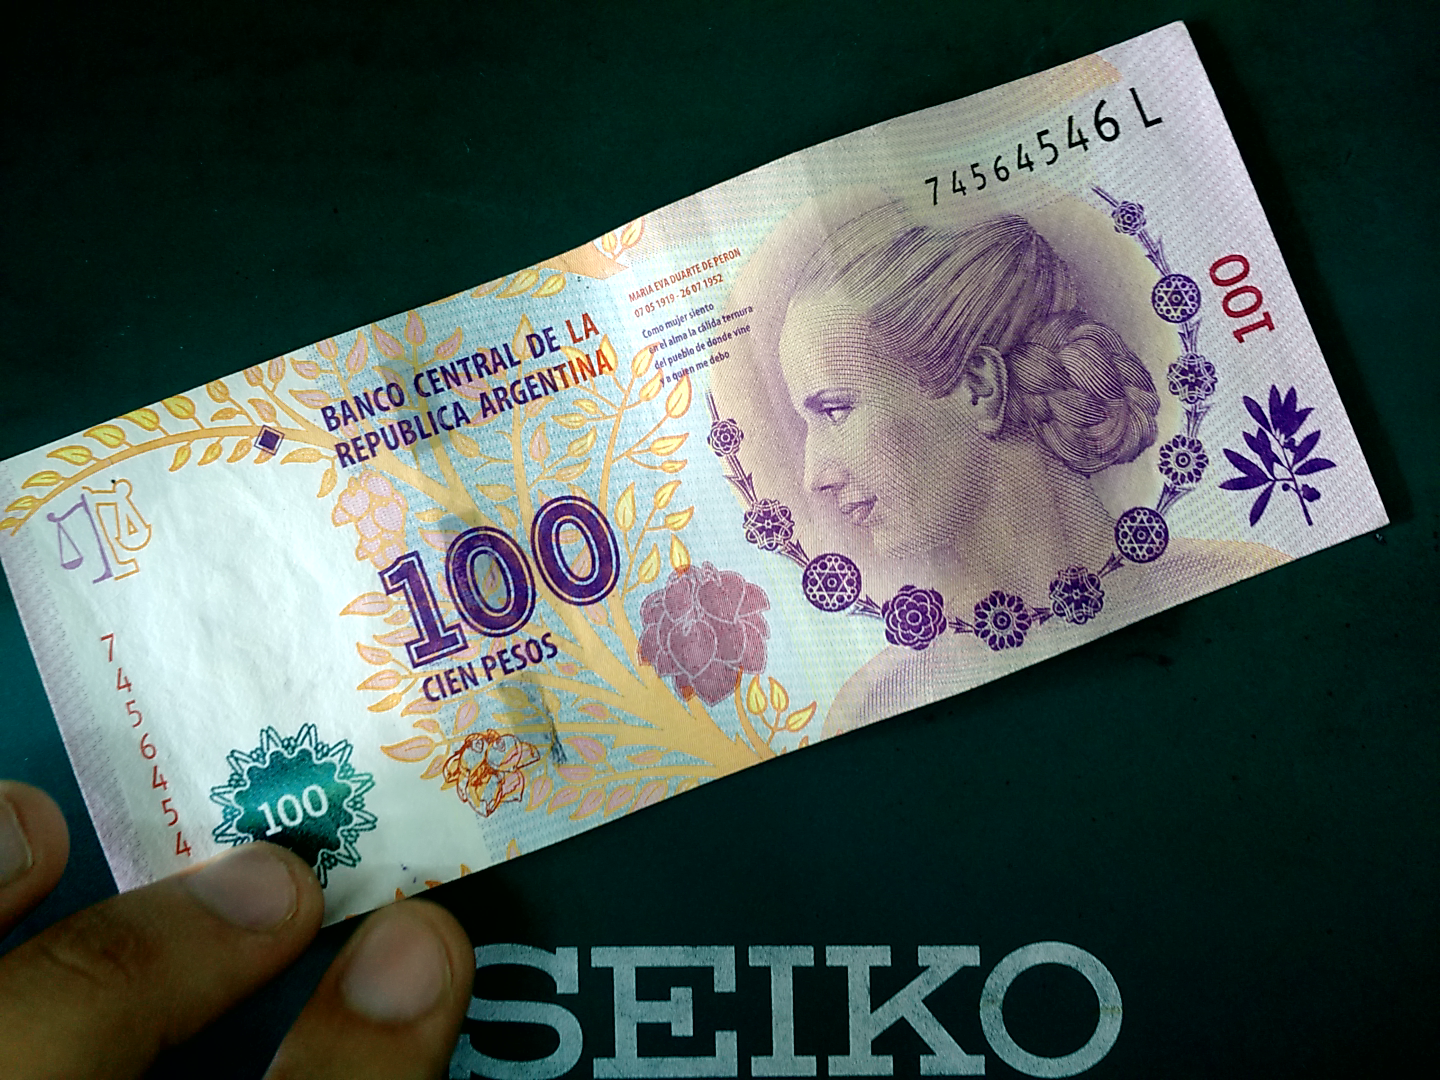 74564546 L
MARIA EVA DUARTE DE PERON
07 05 1919 - 26 07 1952
Como mujer siento
en el alma la cálida ternura
del pueblo de donde vine
y a quien me debo
BANCO CENTRAL DE LA
REPUBLICA ARGENTINA
100
100
CIEN PESOS
7456454
100
SEIKO